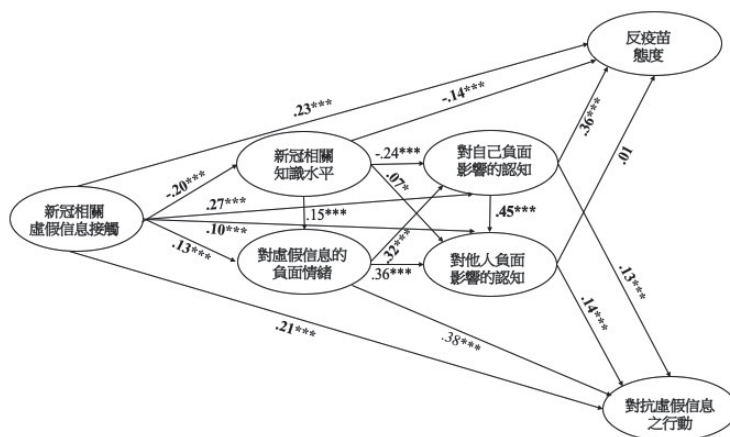 反疫苗
態度
.23***
-.14***
.36***
新冠相關
知識水平
-.24***
對自己負面
影響的認知
.01
-.20***
.07*
新冠相關
虛假信息接觸
.27***
.15***
.45***
.10***
.13***
對虛假信息的
負面情緒
.32***
.36***
對他人負面
影響的認知
.13***
.14***
.21***
.38***
對抗虛假信息
之行動